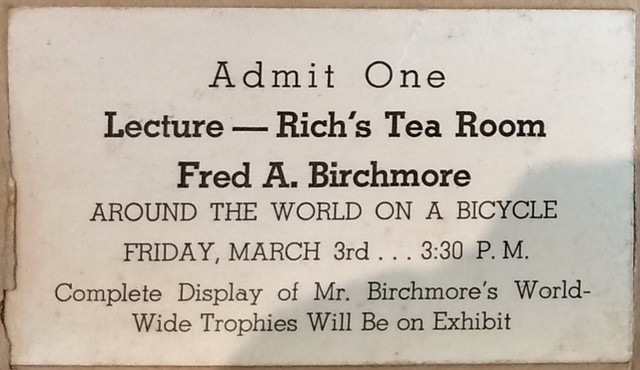 Admit One
Lecture — Rich's Tea Room
Fred A. Birchmore
AROUND THE WORLD ON A BICYCLE
FRIDAY, MARCH 3rd . . . 3:30 P. M.
Complete Display of Mr. Birchmore's World-
Wide Trophies Will Be on Exhibit